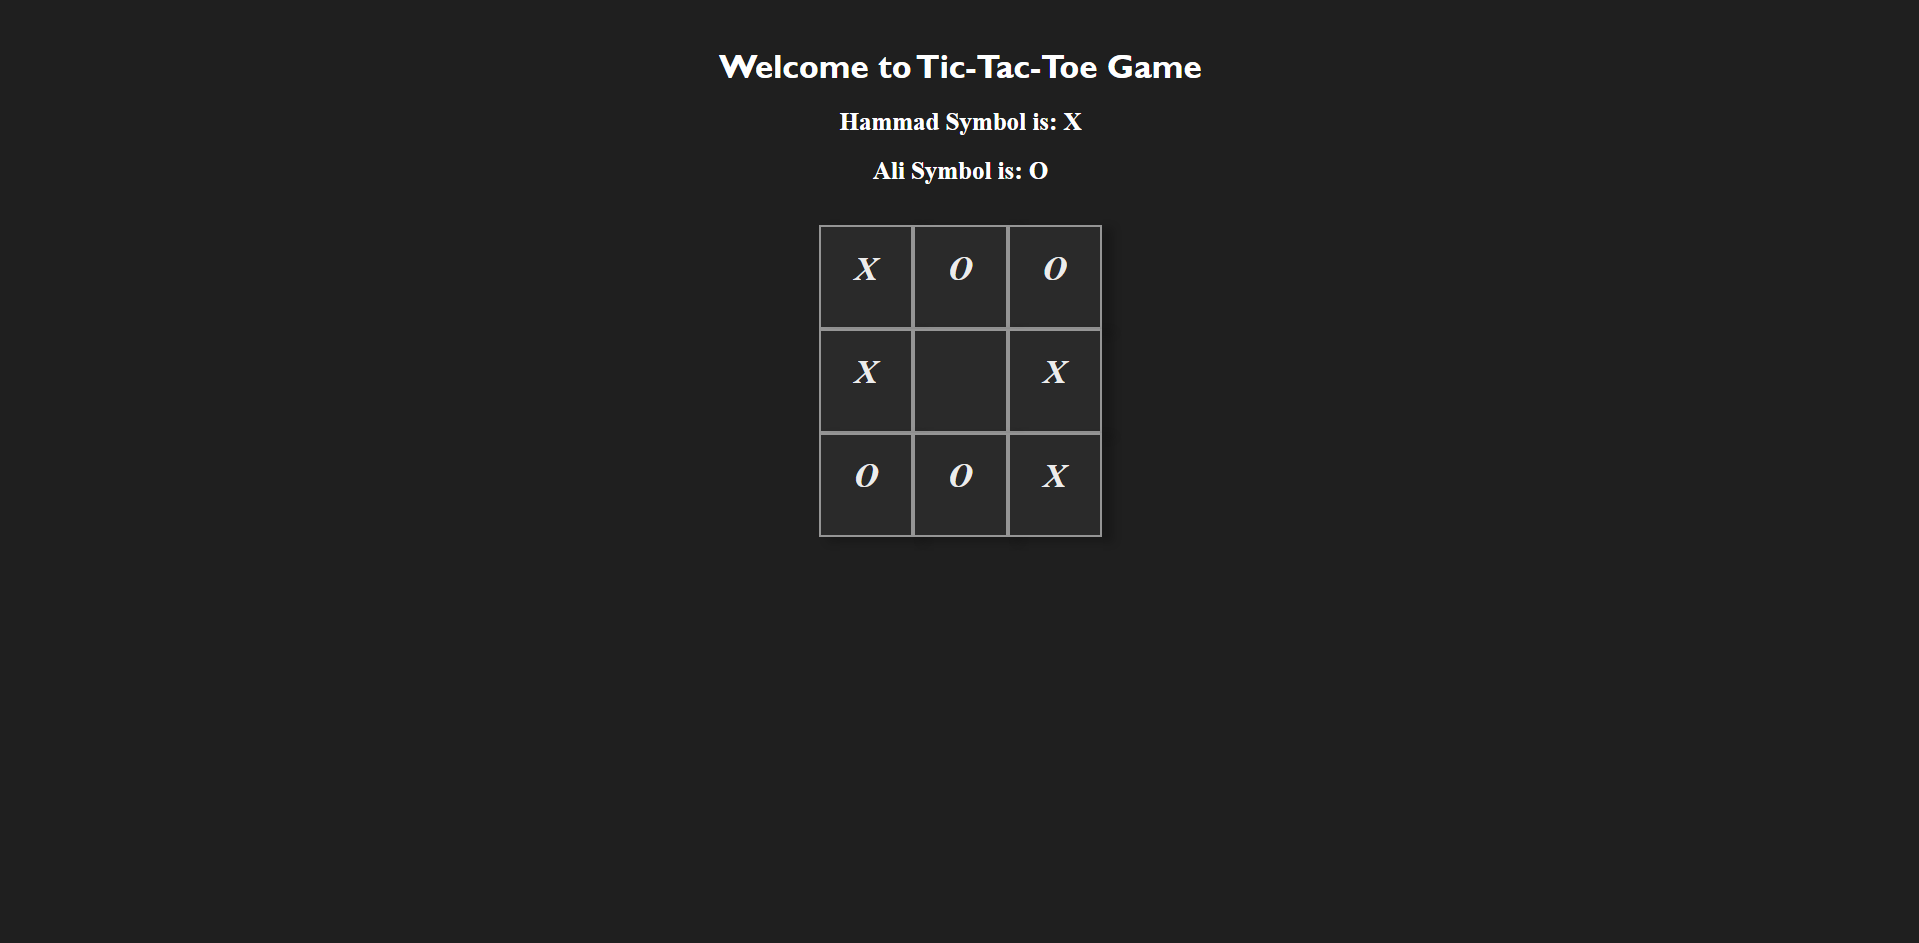 Welcome to Tic-Tac-Toe Game
Hammad Symbol is: X
Ali Symbol is: O
X O O
X X
O O X